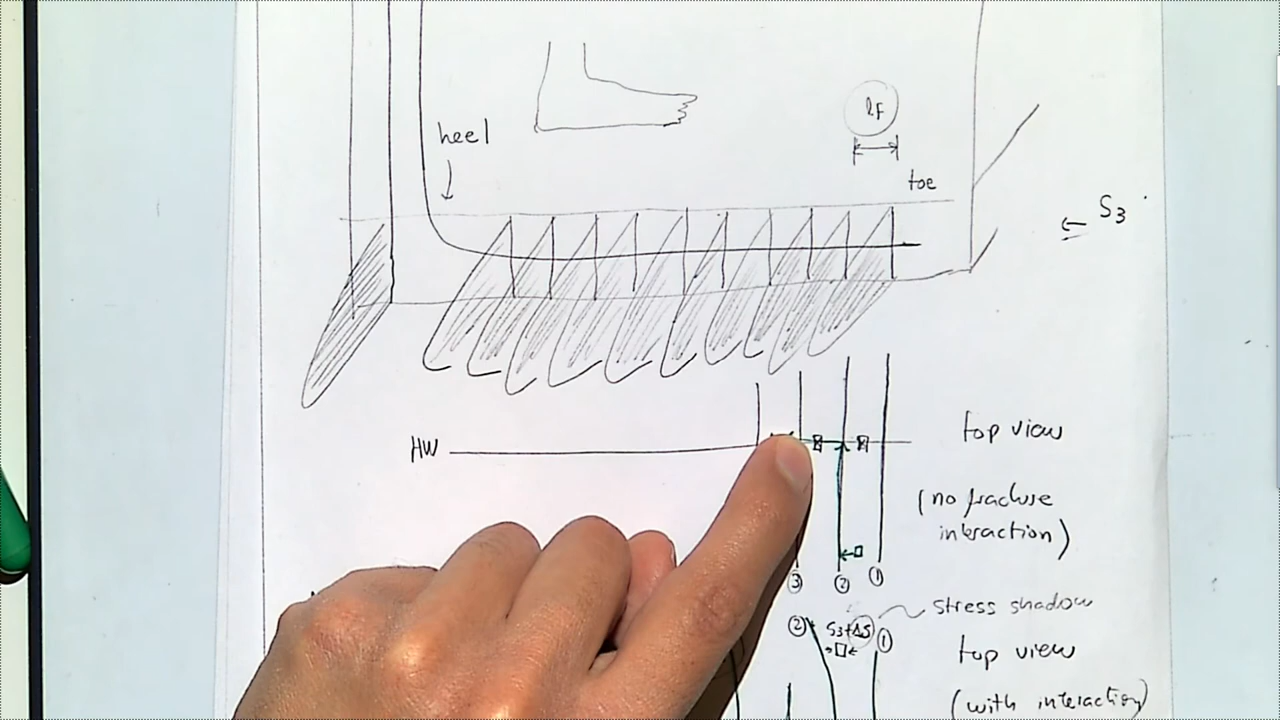 heel
2F
toe
← S3
HW
top view
(no fracture
interaction)
③ ② ①
stress shadow
② S3+ΔS ①
top view
(with interaction)